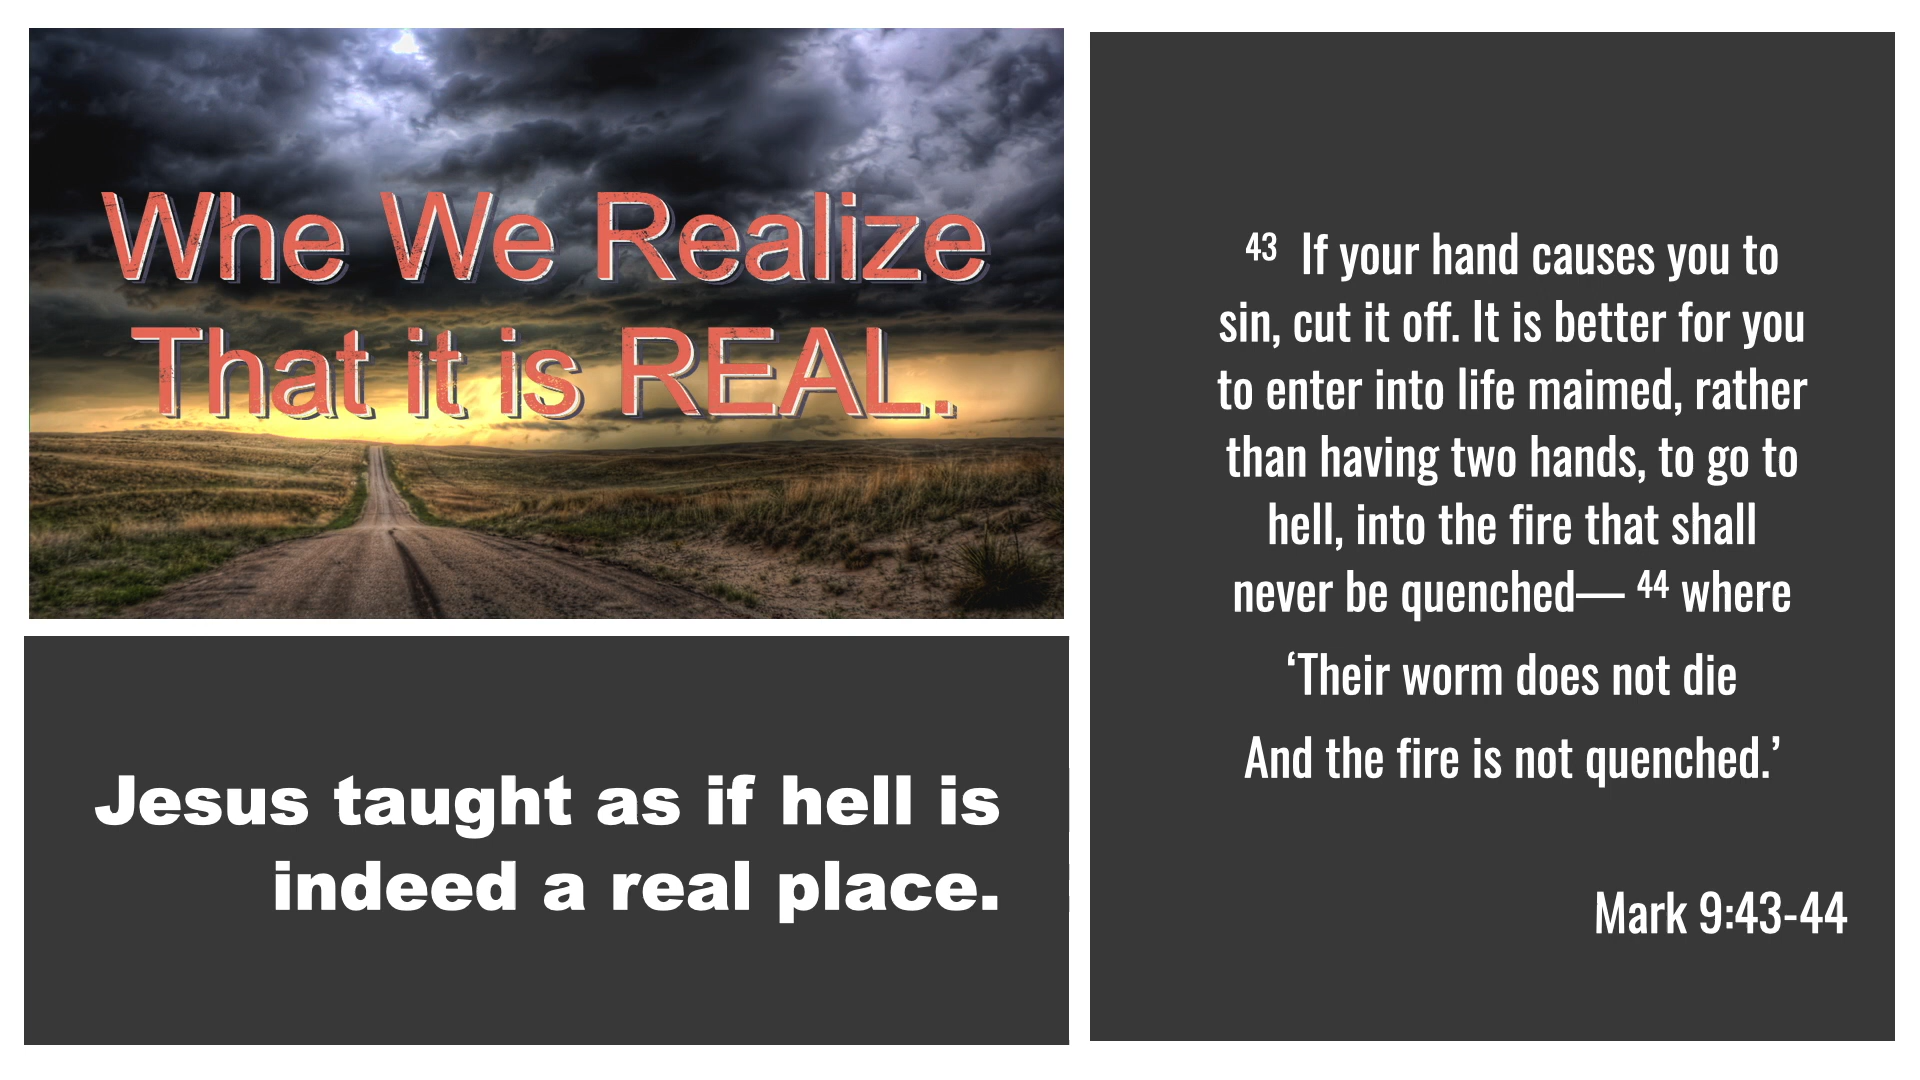 Whe We Realize
That it is REAL.
Jesus taught as if hell is
indeed a real place.
43 If your hand causes you to
sin, cut it off. It is better for you
to enter into life maimed, rather
than having two hands, to go to
hell, into the fire that shall
never be quenched— 44 where
‘Their worm does not die
And the fire is not quenched.’
Mark 9:43-44